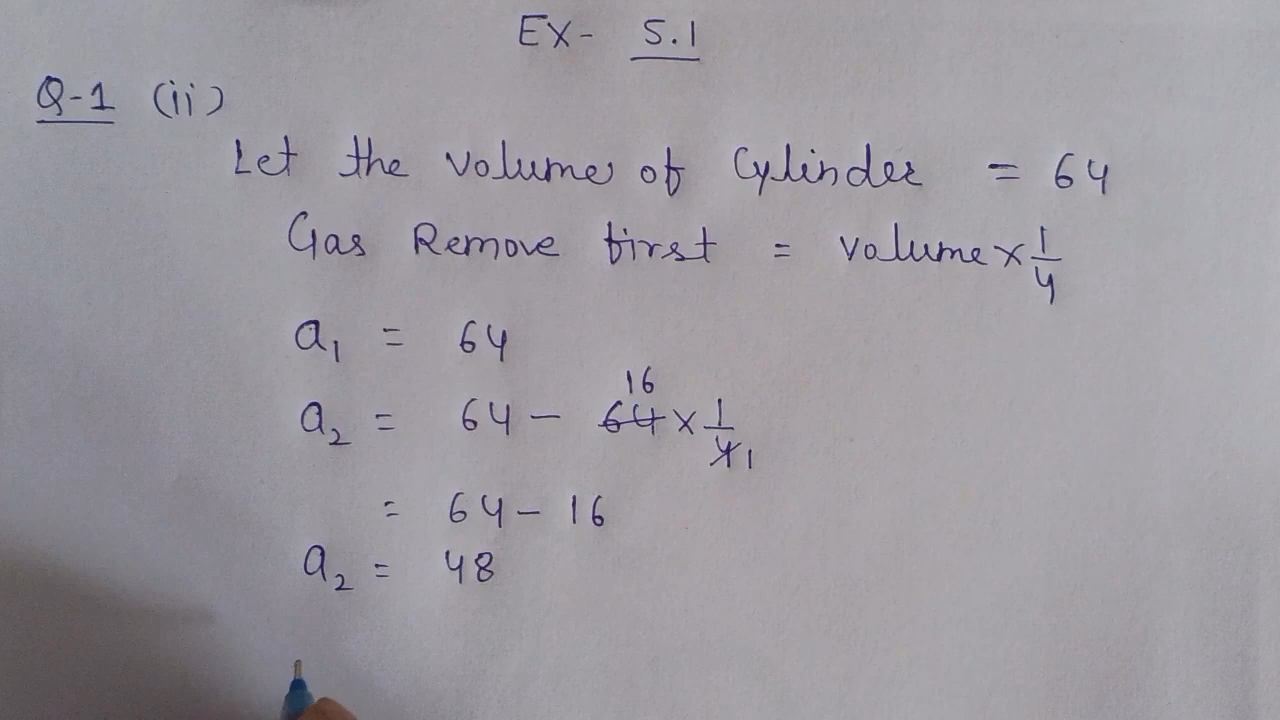 EX- 5.1
Q-1 (ii)
Let the volume of Cylinder = 64
Gas Remove first = volume × 1/4
a₁ = 64
a₂ = 64 - 64 16 × 1/4 1
= 64 - 16
a₂ = 48